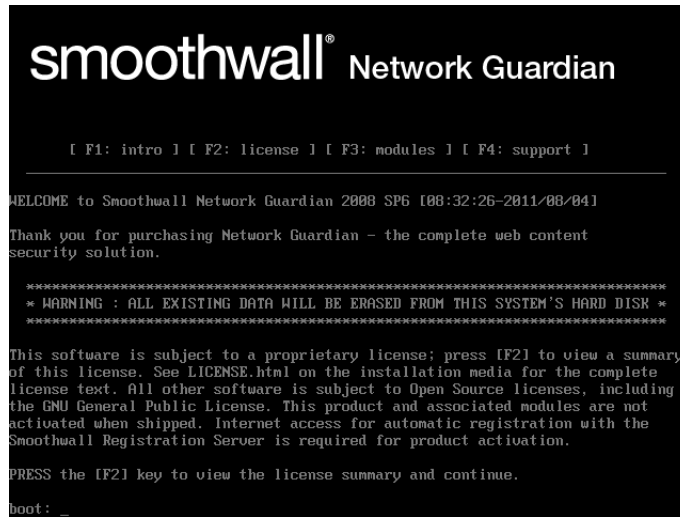 smoothwall® Network Guardian
[ F1: intro ] [ F2: license ] [ F3: modules ] [ F4: support ]
WELCOME to Smoothwall Network Guardian 2008 SP6 [08:32:26-2011/08/04]
Thank you for purchasing Network Guardian - the complete web content
security solution.
***************************************************************************
* WARNING : ALL EXISTING DATA WILL BE ERASED FROM THIS SYSTEM'S HARD DISK *
***************************************************************************
This software is subject to a proprietary license; press [F2] to view a summary
of this license. See LICENSE.html on the installation media for the complete
license text. All other software is subject to Open Source licenses, including
the GNU General Public License. This product and associated modules are not
activated when shipped. Internet access for automatic registration with the
Smoothwall Registration Server is required for product activation.
PRESS the [F2] key to view the license summary and continue.
boot: _